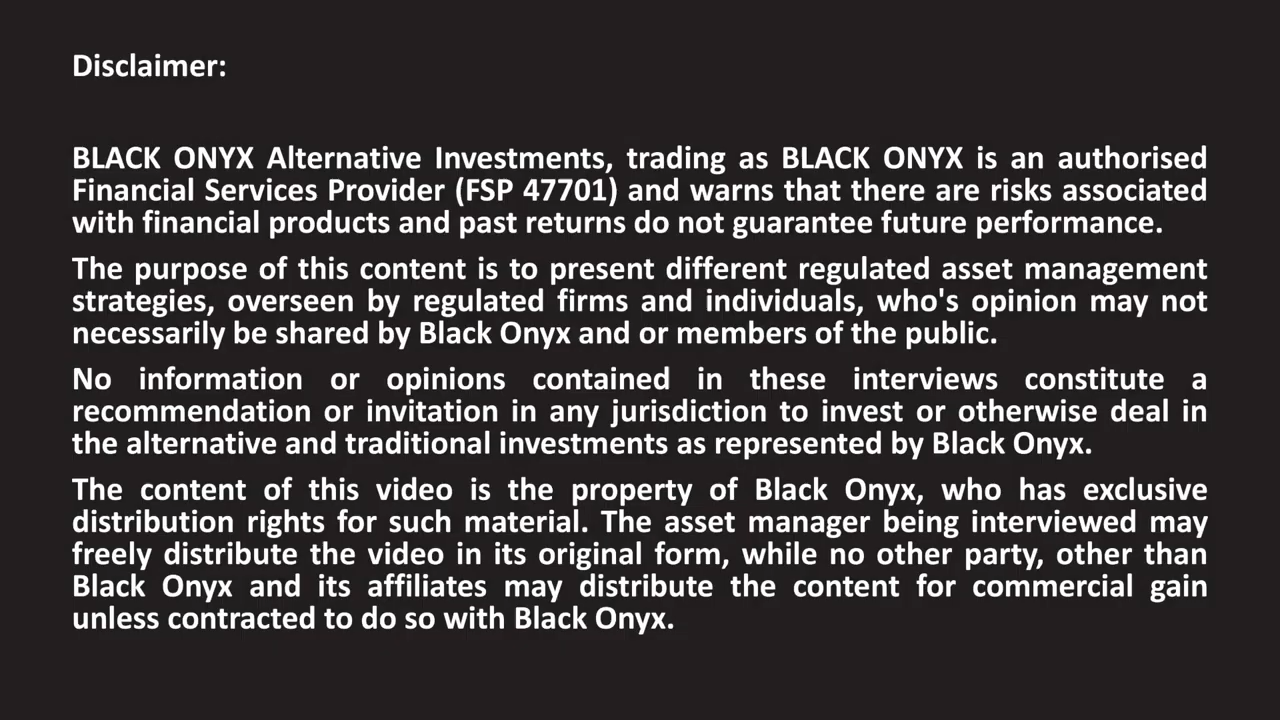 Disclaimer:
BLACK ONYX Alternative Investments, trading as BLACK ONYX is an authorised
Financial Services Provider (FSP 47701) and warns that there are risks associated
with financial products and past returns do not guarantee future performance.
The purpose of this content is to present different regulated asset management
strategies, overseen by regulated firms and individuals, who's opinion may not
necessarily be shared by Black Onyx and or members of the public.
No information or opinions contained in these interviews constitute a
recommendation or invitation in any jurisdiction to invest or otherwise deal in
the alternative and traditional investments as represented by Black Onyx.
The content of this video is the property of Black Onyx, who has exclusive
distribution rights for such material. The asset manager being interviewed may
freely distribute the video in its original form, while no other party, other than
Black Onyx and its affiliates may distribute the content for commercial gain
unless contracted to do so with Black Onyx.